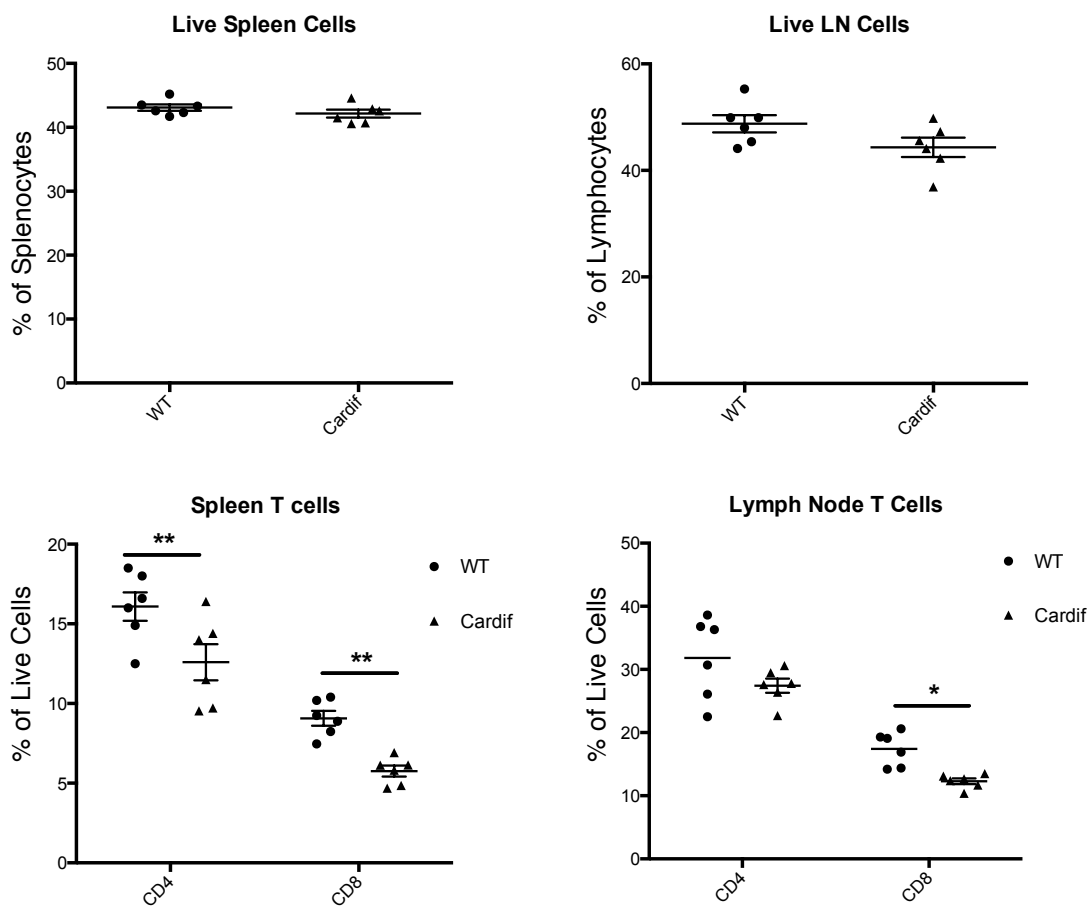 Live Spleen Cells
% of Splenocytes
50
40
30
20
10
0
WT
Cardif
Live LN Cells
% of Lymphocytes
60
40
20
0
WT
Cardif
Spleen T cells
% of Live Cells
20
15
10
5
0
**
**
WT
Cardif
CD4
CD8
Lymph Node T Cells
% of Live Cells
50
40
30
20
10
0
*
WT
Cardif
CD4
CD8